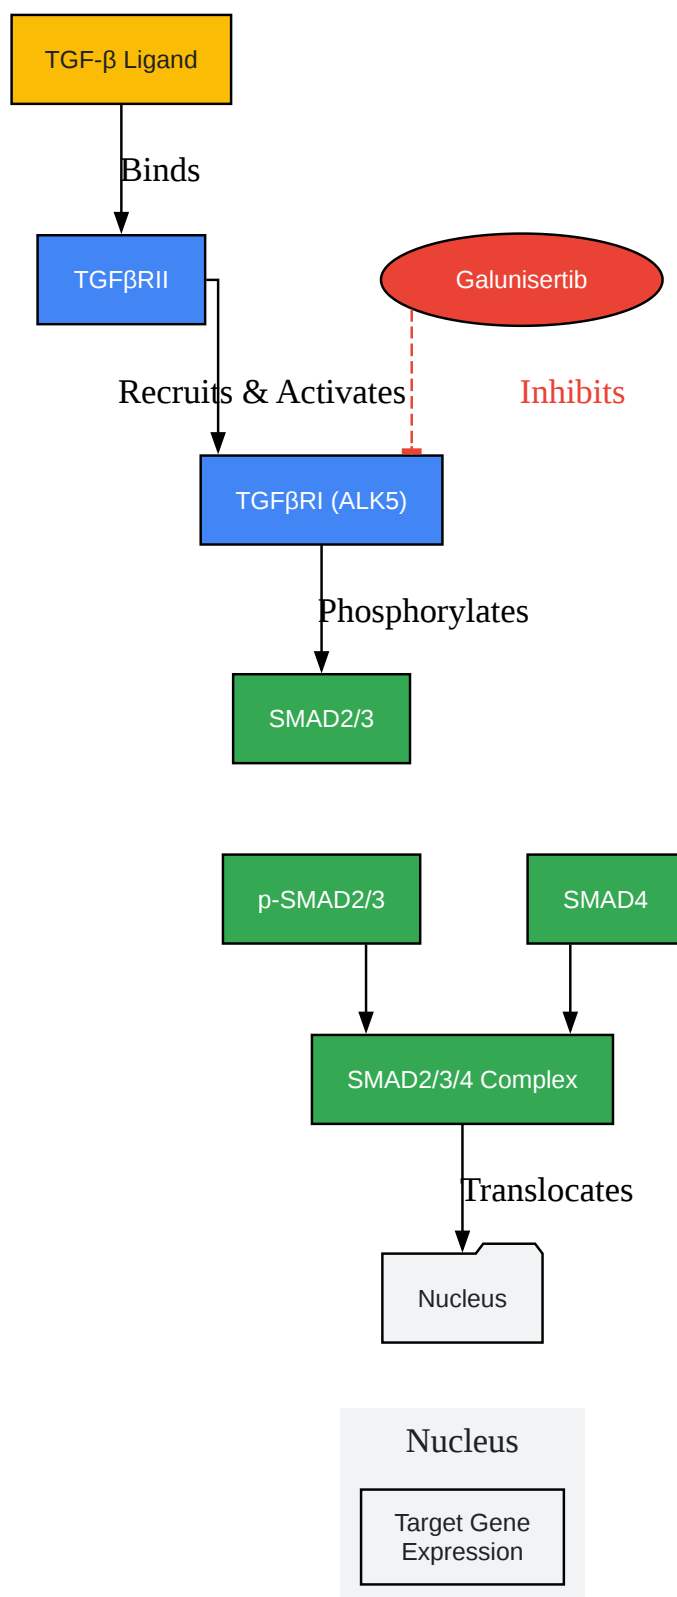 TGF-β Ligand
Binds
TGFβRII
Galunisertib
Recruits & Activates
Inhibits
TGFβRI (ALK5)
Phosphorylates
SMAD2/3
p-SMAD2/3
SMAD4
SMAD2/3/4 Complex
Translocates
Nucleus
Nucleus
Target Gene
Expression